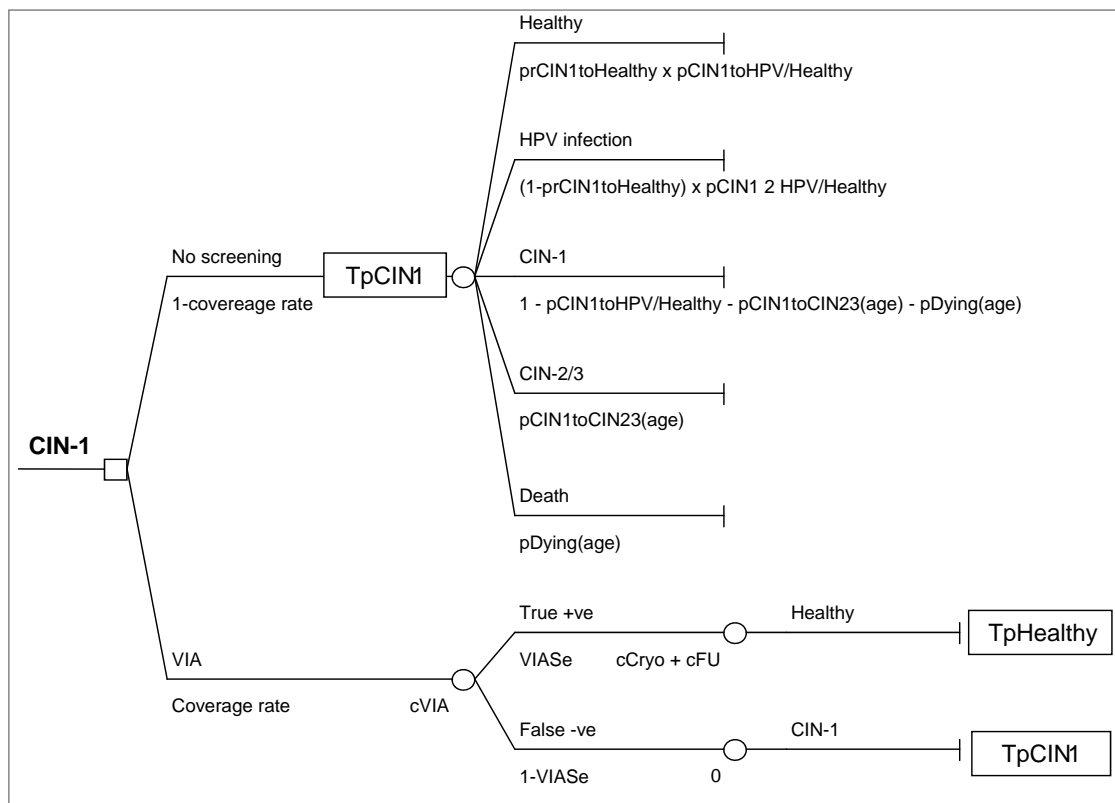 Healthy
prCIN1toHealthy x pCIN1toHPV/Healthy
HPV infection
(1-prCIN1toHealthy) x pCIN1 2 HPV/Healthy
No screening
TpCIN1
CIN-1
1-covereage rate
1 - pCIN1toHPV/Healthy - pCIN1toCIN23(age) - pDying(age)
CIN-2/3
pCIN1toCIN23(age)
CIN-1
Death
pDying(age)
True +ve
Healthy
TpHealthy
VIA
VIASe
cCryo + cFU
Coverage rate
cVIA
False -ve
CIN-1
TpCIN1
1-VIASe
0